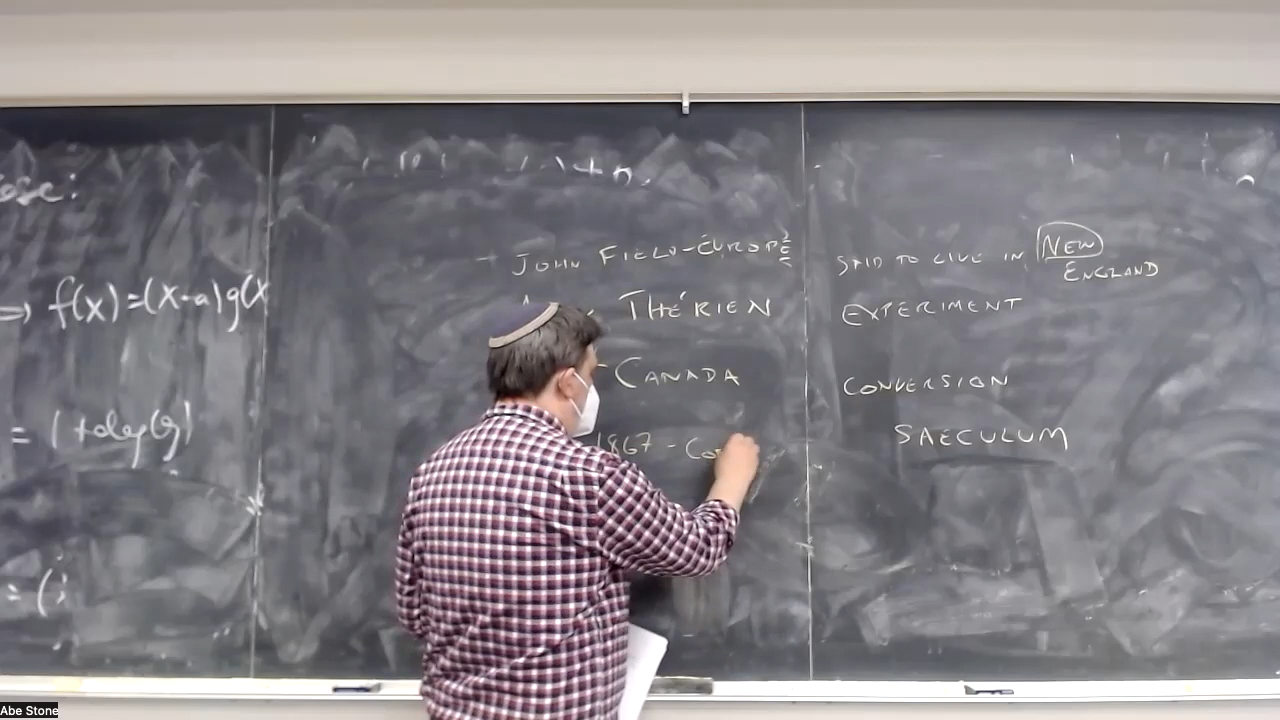 f(x)=(x-a)g(x
= 1+deg(g)
= (
JOHN FIELD-EUROPE
THÉRIEN
-CANADA
1867 - Co
SAID TO LIVE IN NEW
ENGLAND
EXPERIMENT
CONVERSION
SAECULUM
Abe Stone